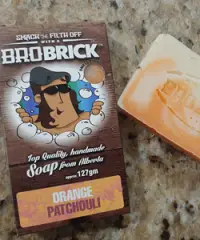 SMACK THE FILTH OFF
WITH A
BROBRICK
Top Quality, handmade
Soap from Alberta
127gm
ORANGE
PATCHOULI